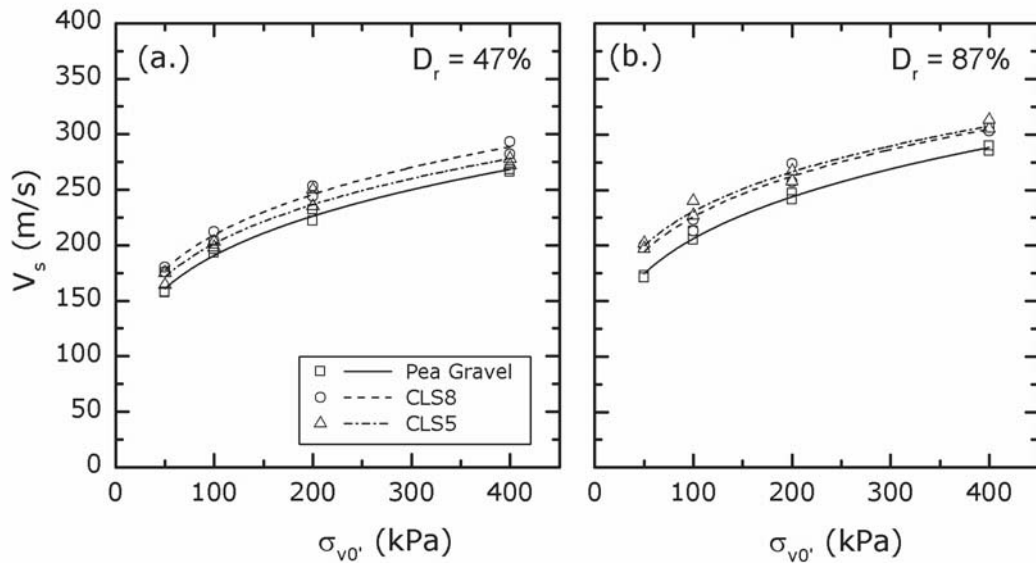 400
350
300
250
200
150
100
50
0
V_s (m/s)
(a.) D_r = 47%
Pea Gravel
CLS8
CLS5
0 100 200 300 400
σ_v0' (kPa)
(b.) D_r = 87%
0 100 200 300 400
σ_v0' (kPa)